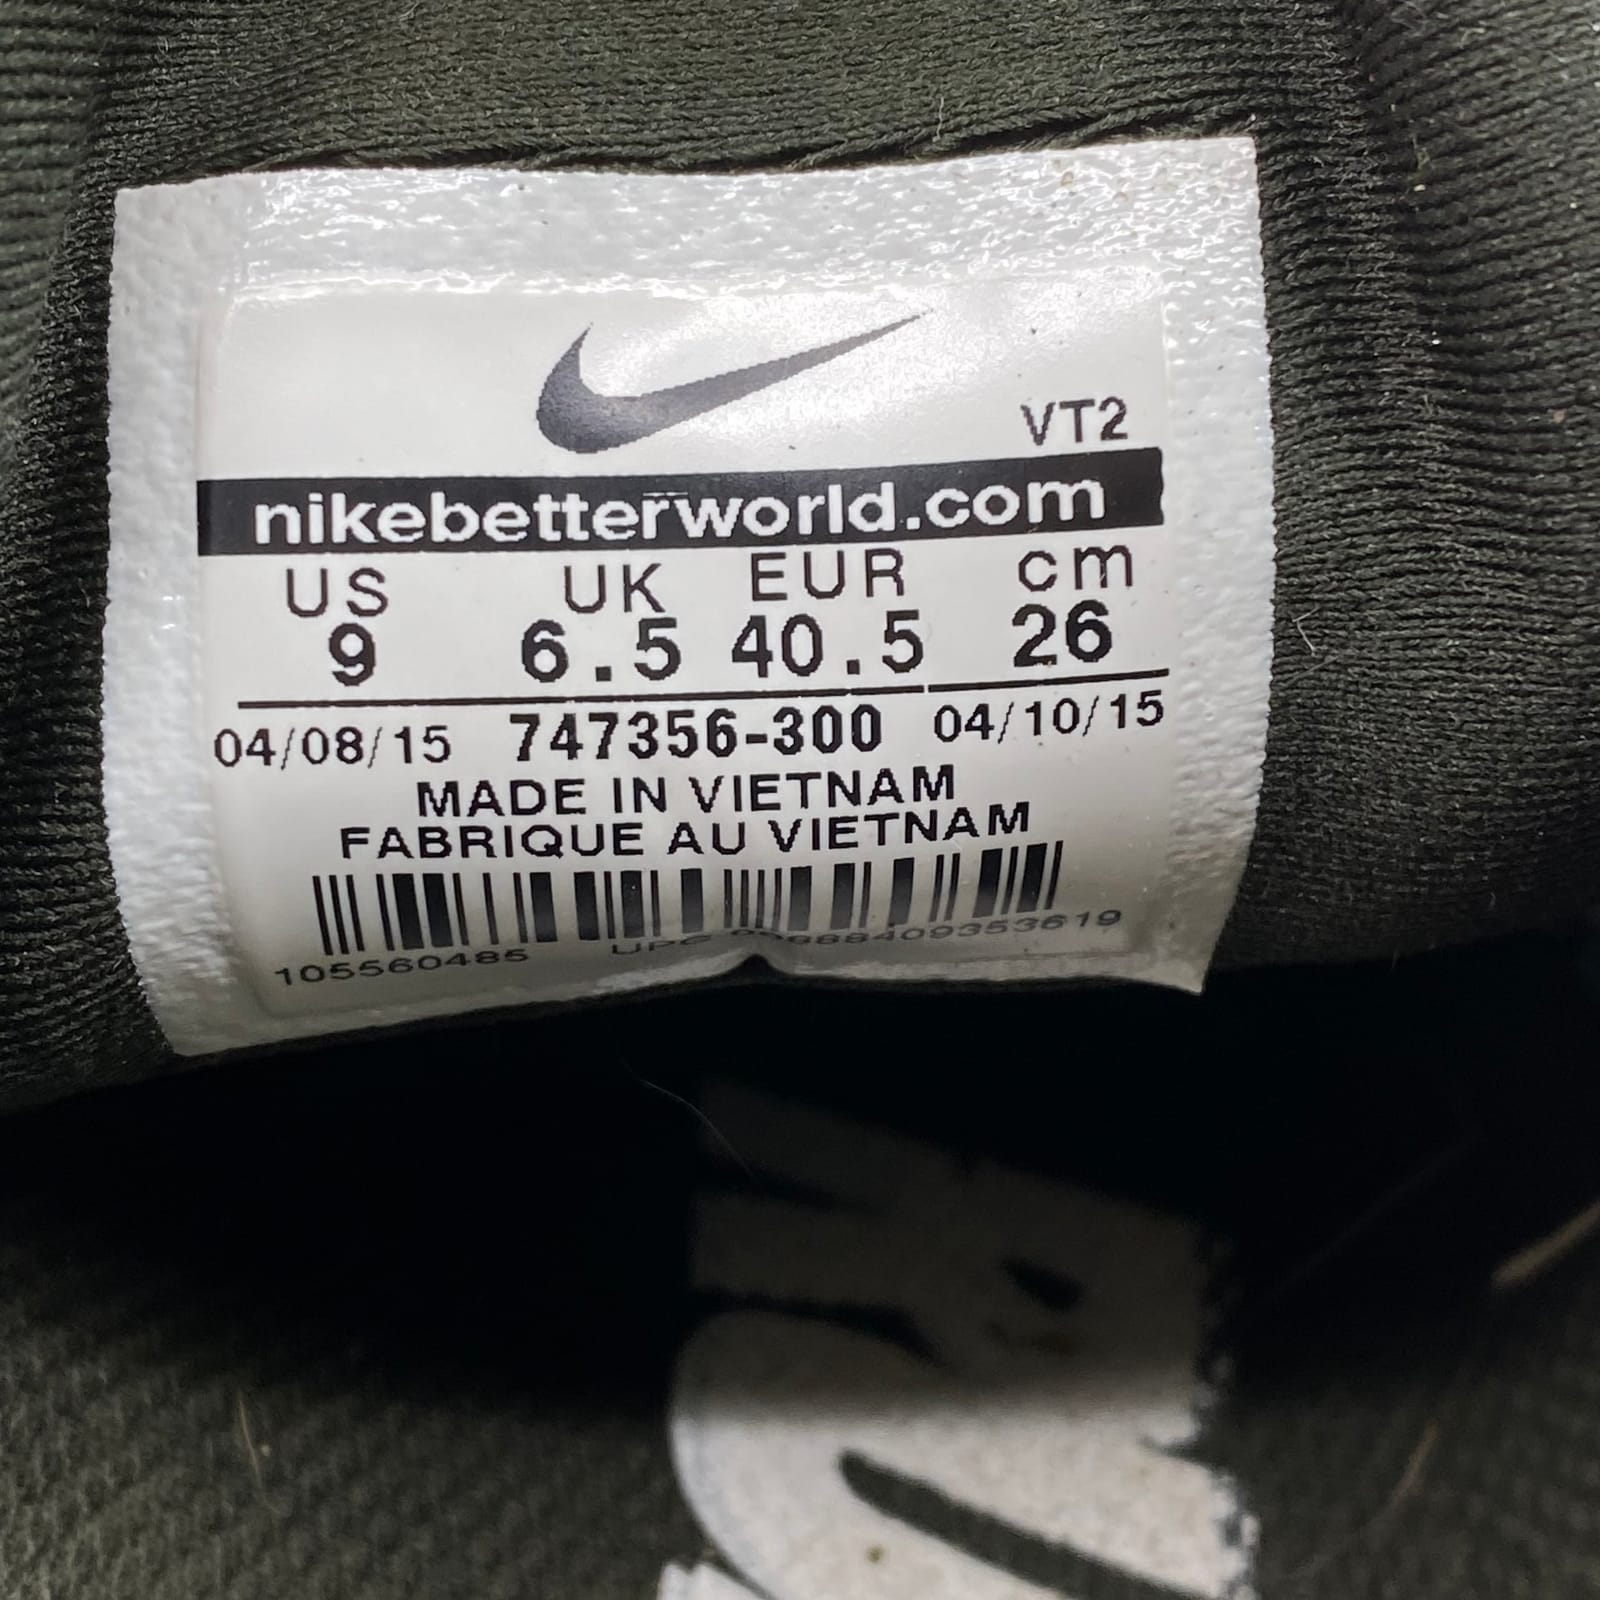 VT2
nikebetterworld.com
US UK EUR cm
9 6.5 40.5 26
04/08/15 747356-300 04/10/15
MADE IN VIETNAM
FABRIQUE AU VIETNAM
105560485 UPC